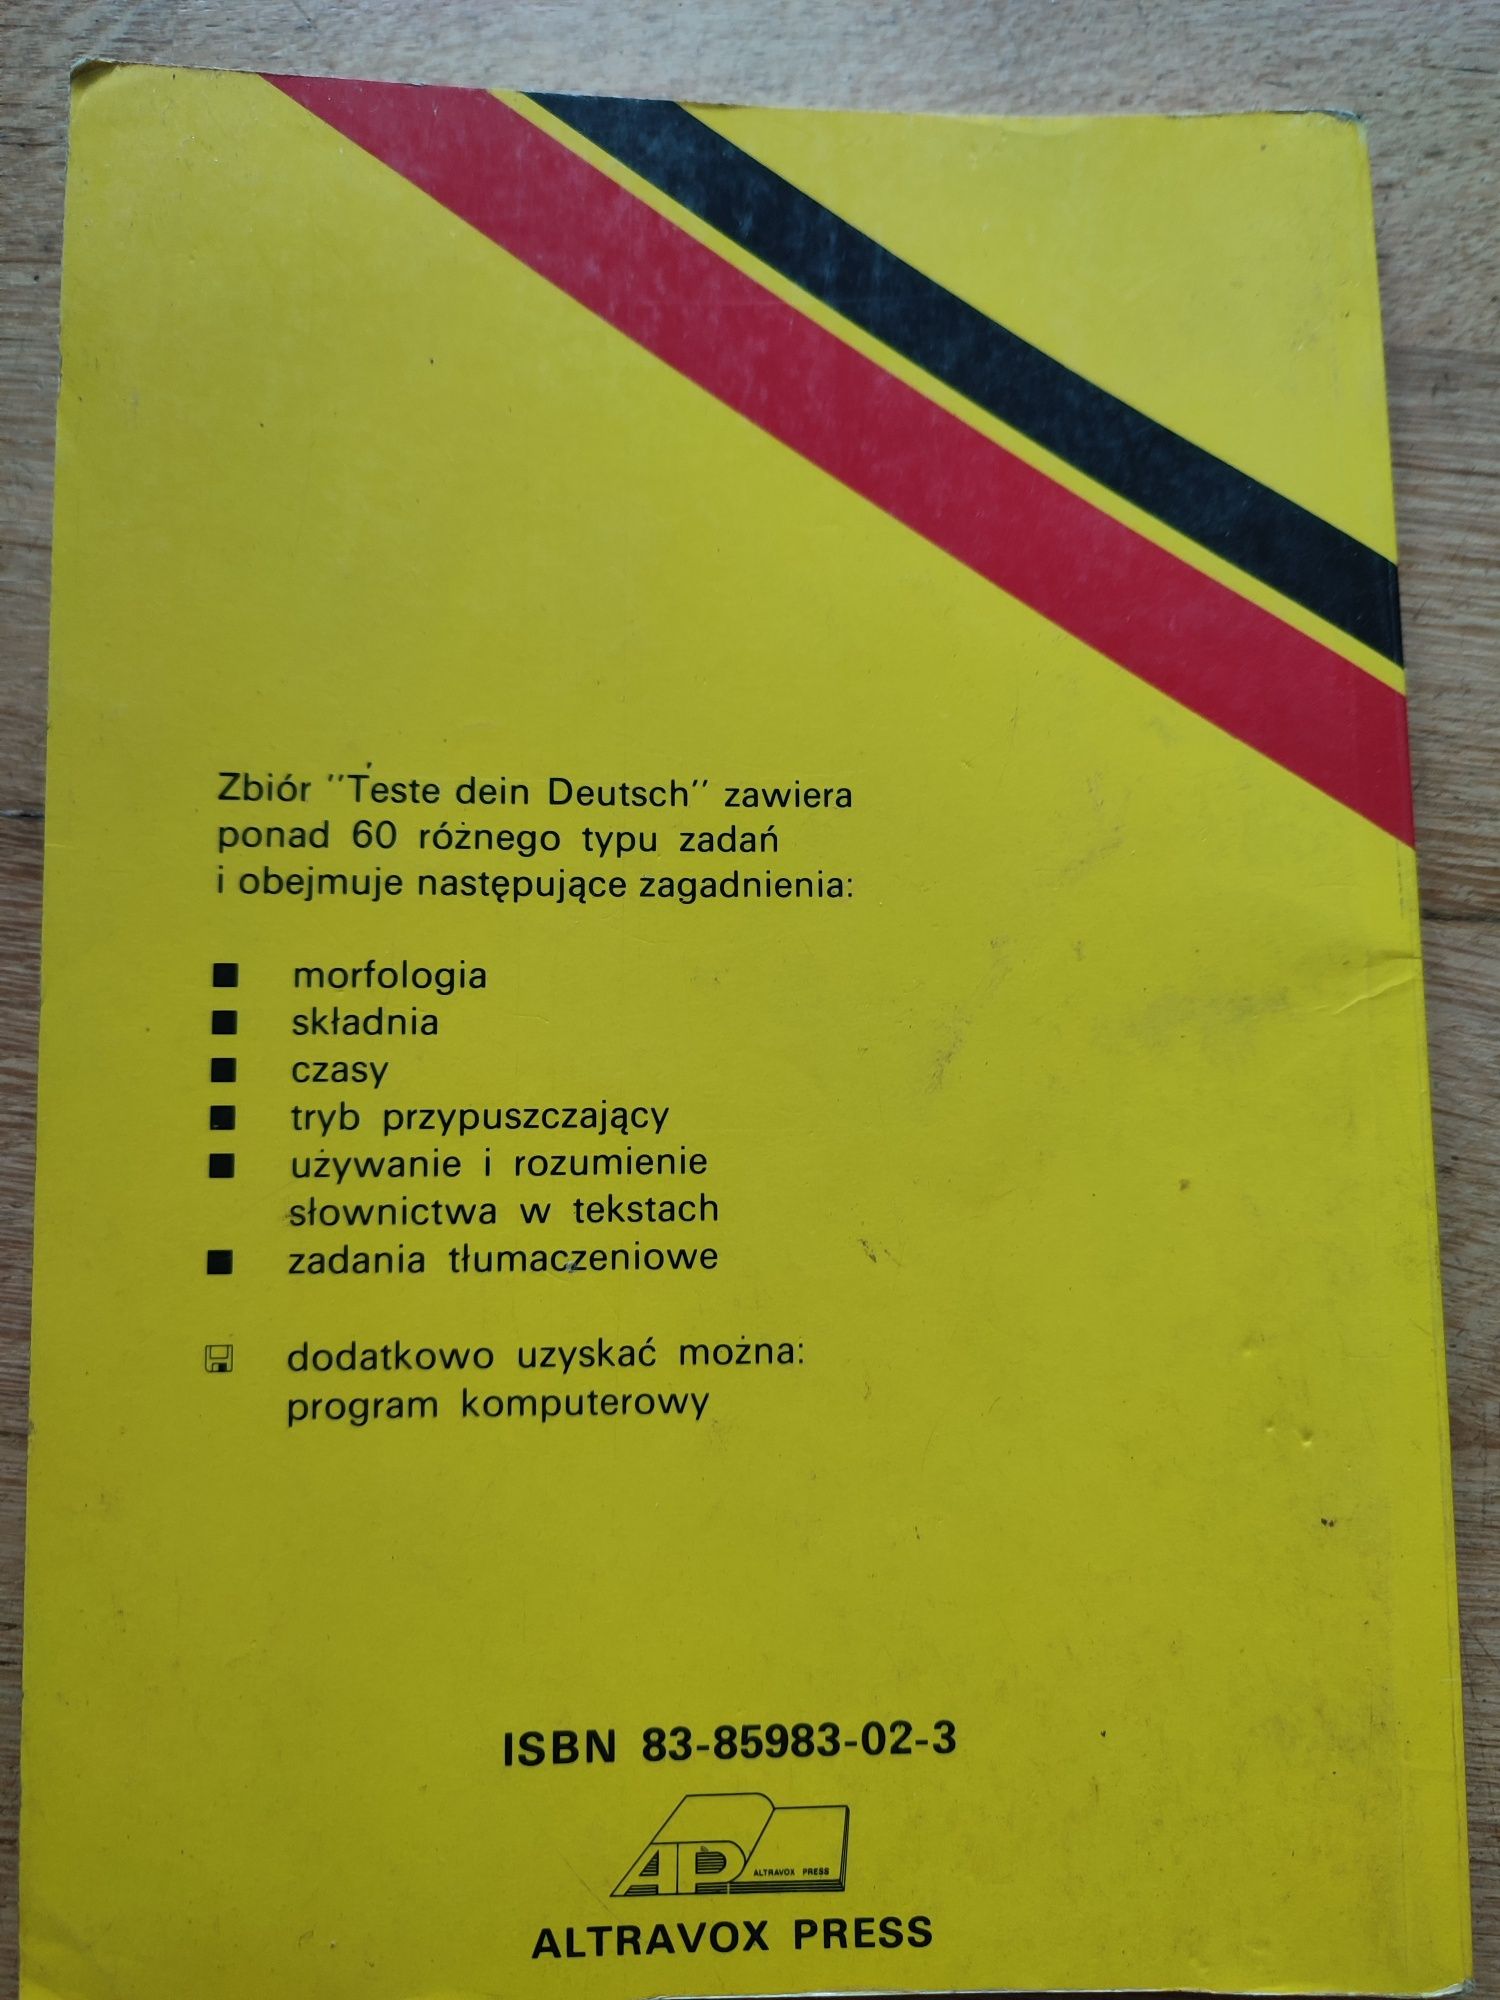 Zbiór "Teste dein Deutsch" zawiera
ponad 60 różnego typu zadań
i obejmuje następujące zagadnienia:
■ morfologia
■ składnia
■ czasy
■ tryb przypuszczający
■ używanie i rozumienie
słownictwa w tekstach
■ zadania tłumaczeniowe
dodatkowo uzyskać można:
program komputerowy
ISBN 83-85983-02-3
AP ALTRAVOX PRESS
ALTRAVOX PRESS